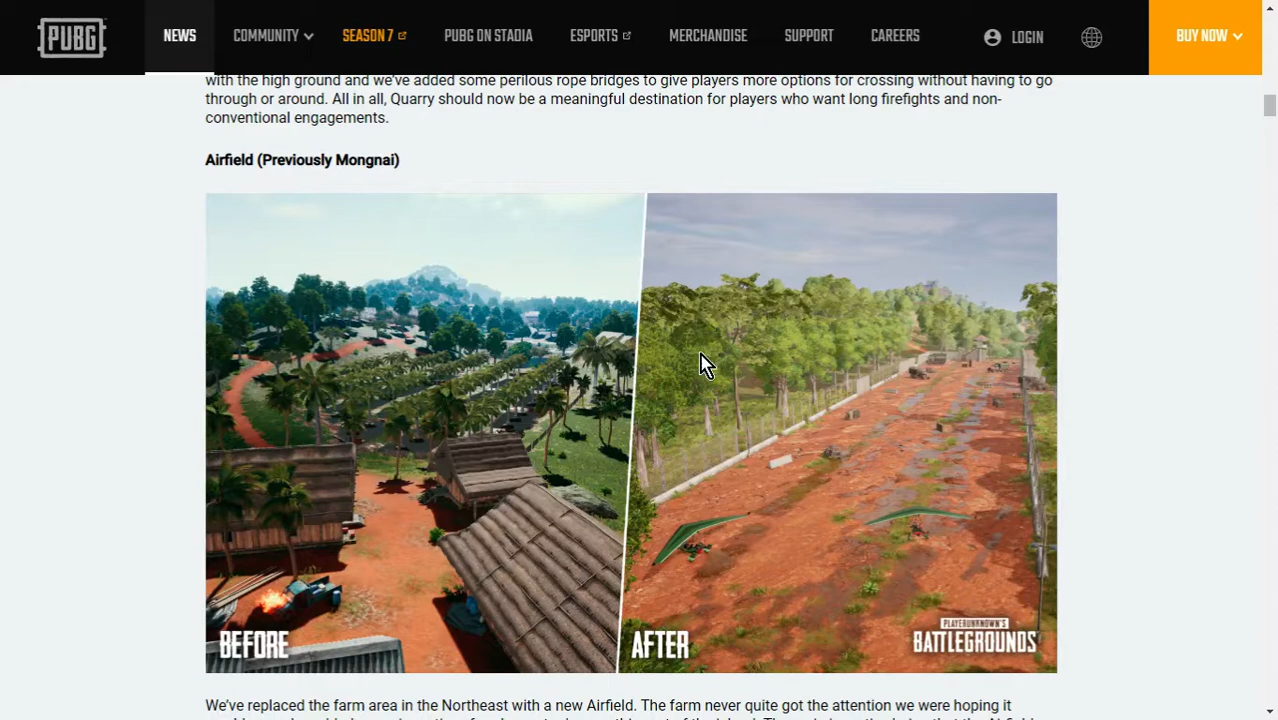 PUBG
NEWS
COMMUNITY
SEASON 7
PUBG ON STADIA
ESPORTS
MERCHANDISE
SUPPORT
CAREERS
LOGIN
BUY NOW
with the high ground and we've added some perilous rope bridges to give players more options for crossing without having to go
through or around. All in all, Quarry should now be a meaningful destination for players who want long firefights and non-
conventional engagements.
Airfield (Previously Mongnai)
BEFORE
AFTER
PLAYERUNKNOWN'S
BATTLEGROUNDS
We've replaced the farm area in the Northeast with a new Airfield. The farm never quite got the attention we were hoping it